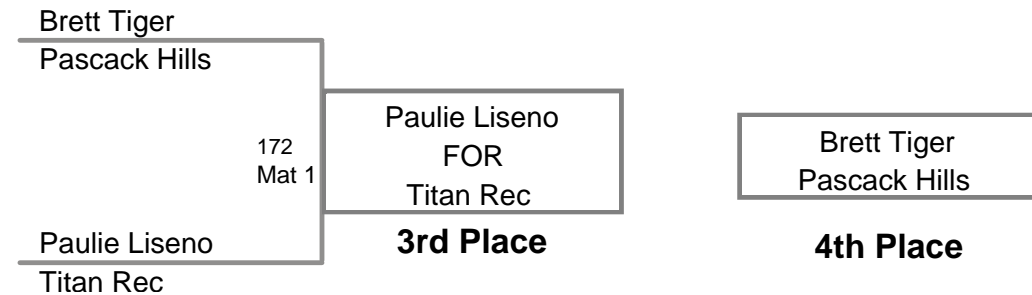 Brett Tiger
Pascack Hills
172
Mat 1
Paulie Liseno
Titan Rec
Paulie Liseno
FOR
Titan Rec
3rd Place
Brett Tiger
Pascack Hills
4th Place